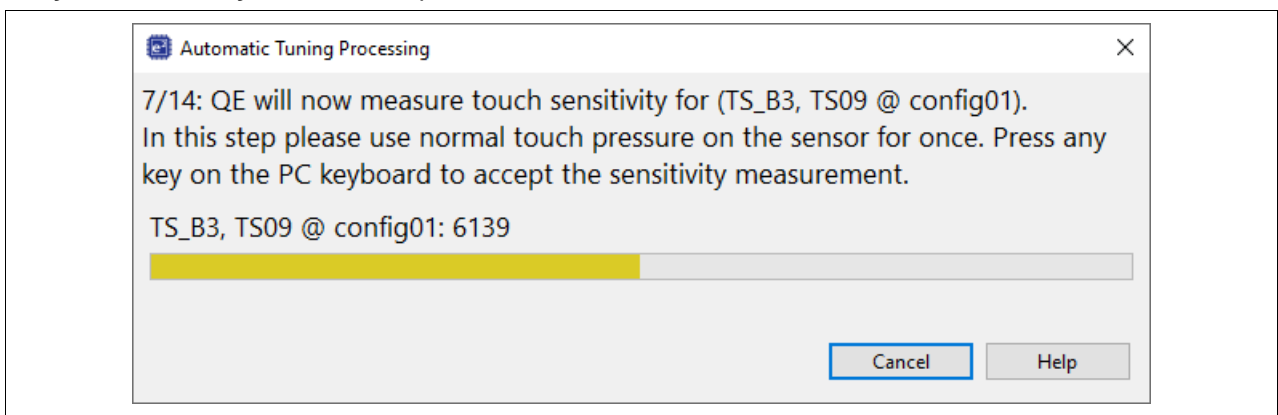 Automatic Tuning Processing
7/14: QE will now measure touch sensitivity for (TS_B3, TS09 @ config01).
In this step please use normal touch pressure on the sensor for once. Press any
key on the PC keyboard to accept the sensitivity measurement.
TS_B3, TS09 @ config01: 6139
Cancel Help